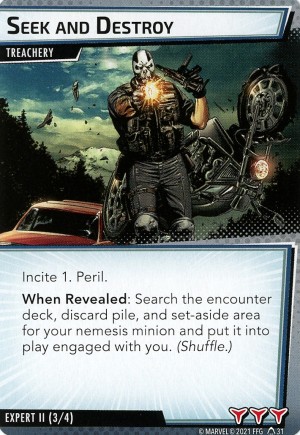 SEEK AND DESTROY
TREACHERY
Incite 1. Peril.
When Revealed: Search the encounter
deck, discard pile, and set-aside area
for your nemesis minion and put it into
play engaged with you. (Shuffle.)
© MARVEL © 2021 FFG 31
EXPERT II (3/4)